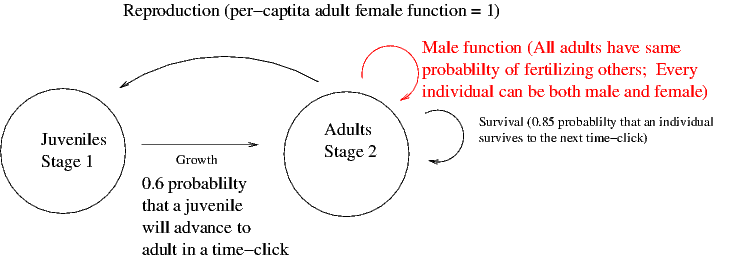 Reproduction (per−captita adult female function = 1)
Male function (All adults have same
probablilty of fertilizing others;  Every
individual can be both male and female)
Survival (0.85 probablilty that an individual
survives to the next time−click)
Juveniles
Stage 1
Adults
Stage 2
Growth
0.6 probablilty
that a juvenile
will advance to
adult in a time−click